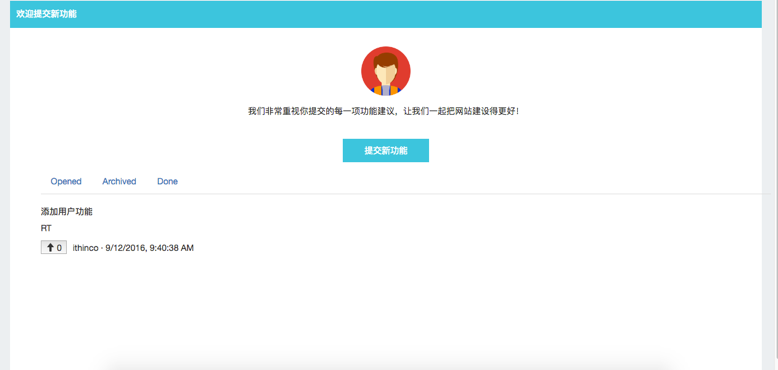 欢迎提交新功能
我们非常重视你提交的每一项功能建议，让我们一起把网站建设得更好！
提交新功能
Opened Archived Done
添加用户功能
RT
0 ithinco · 9/12/2016, 9:40:38 AM